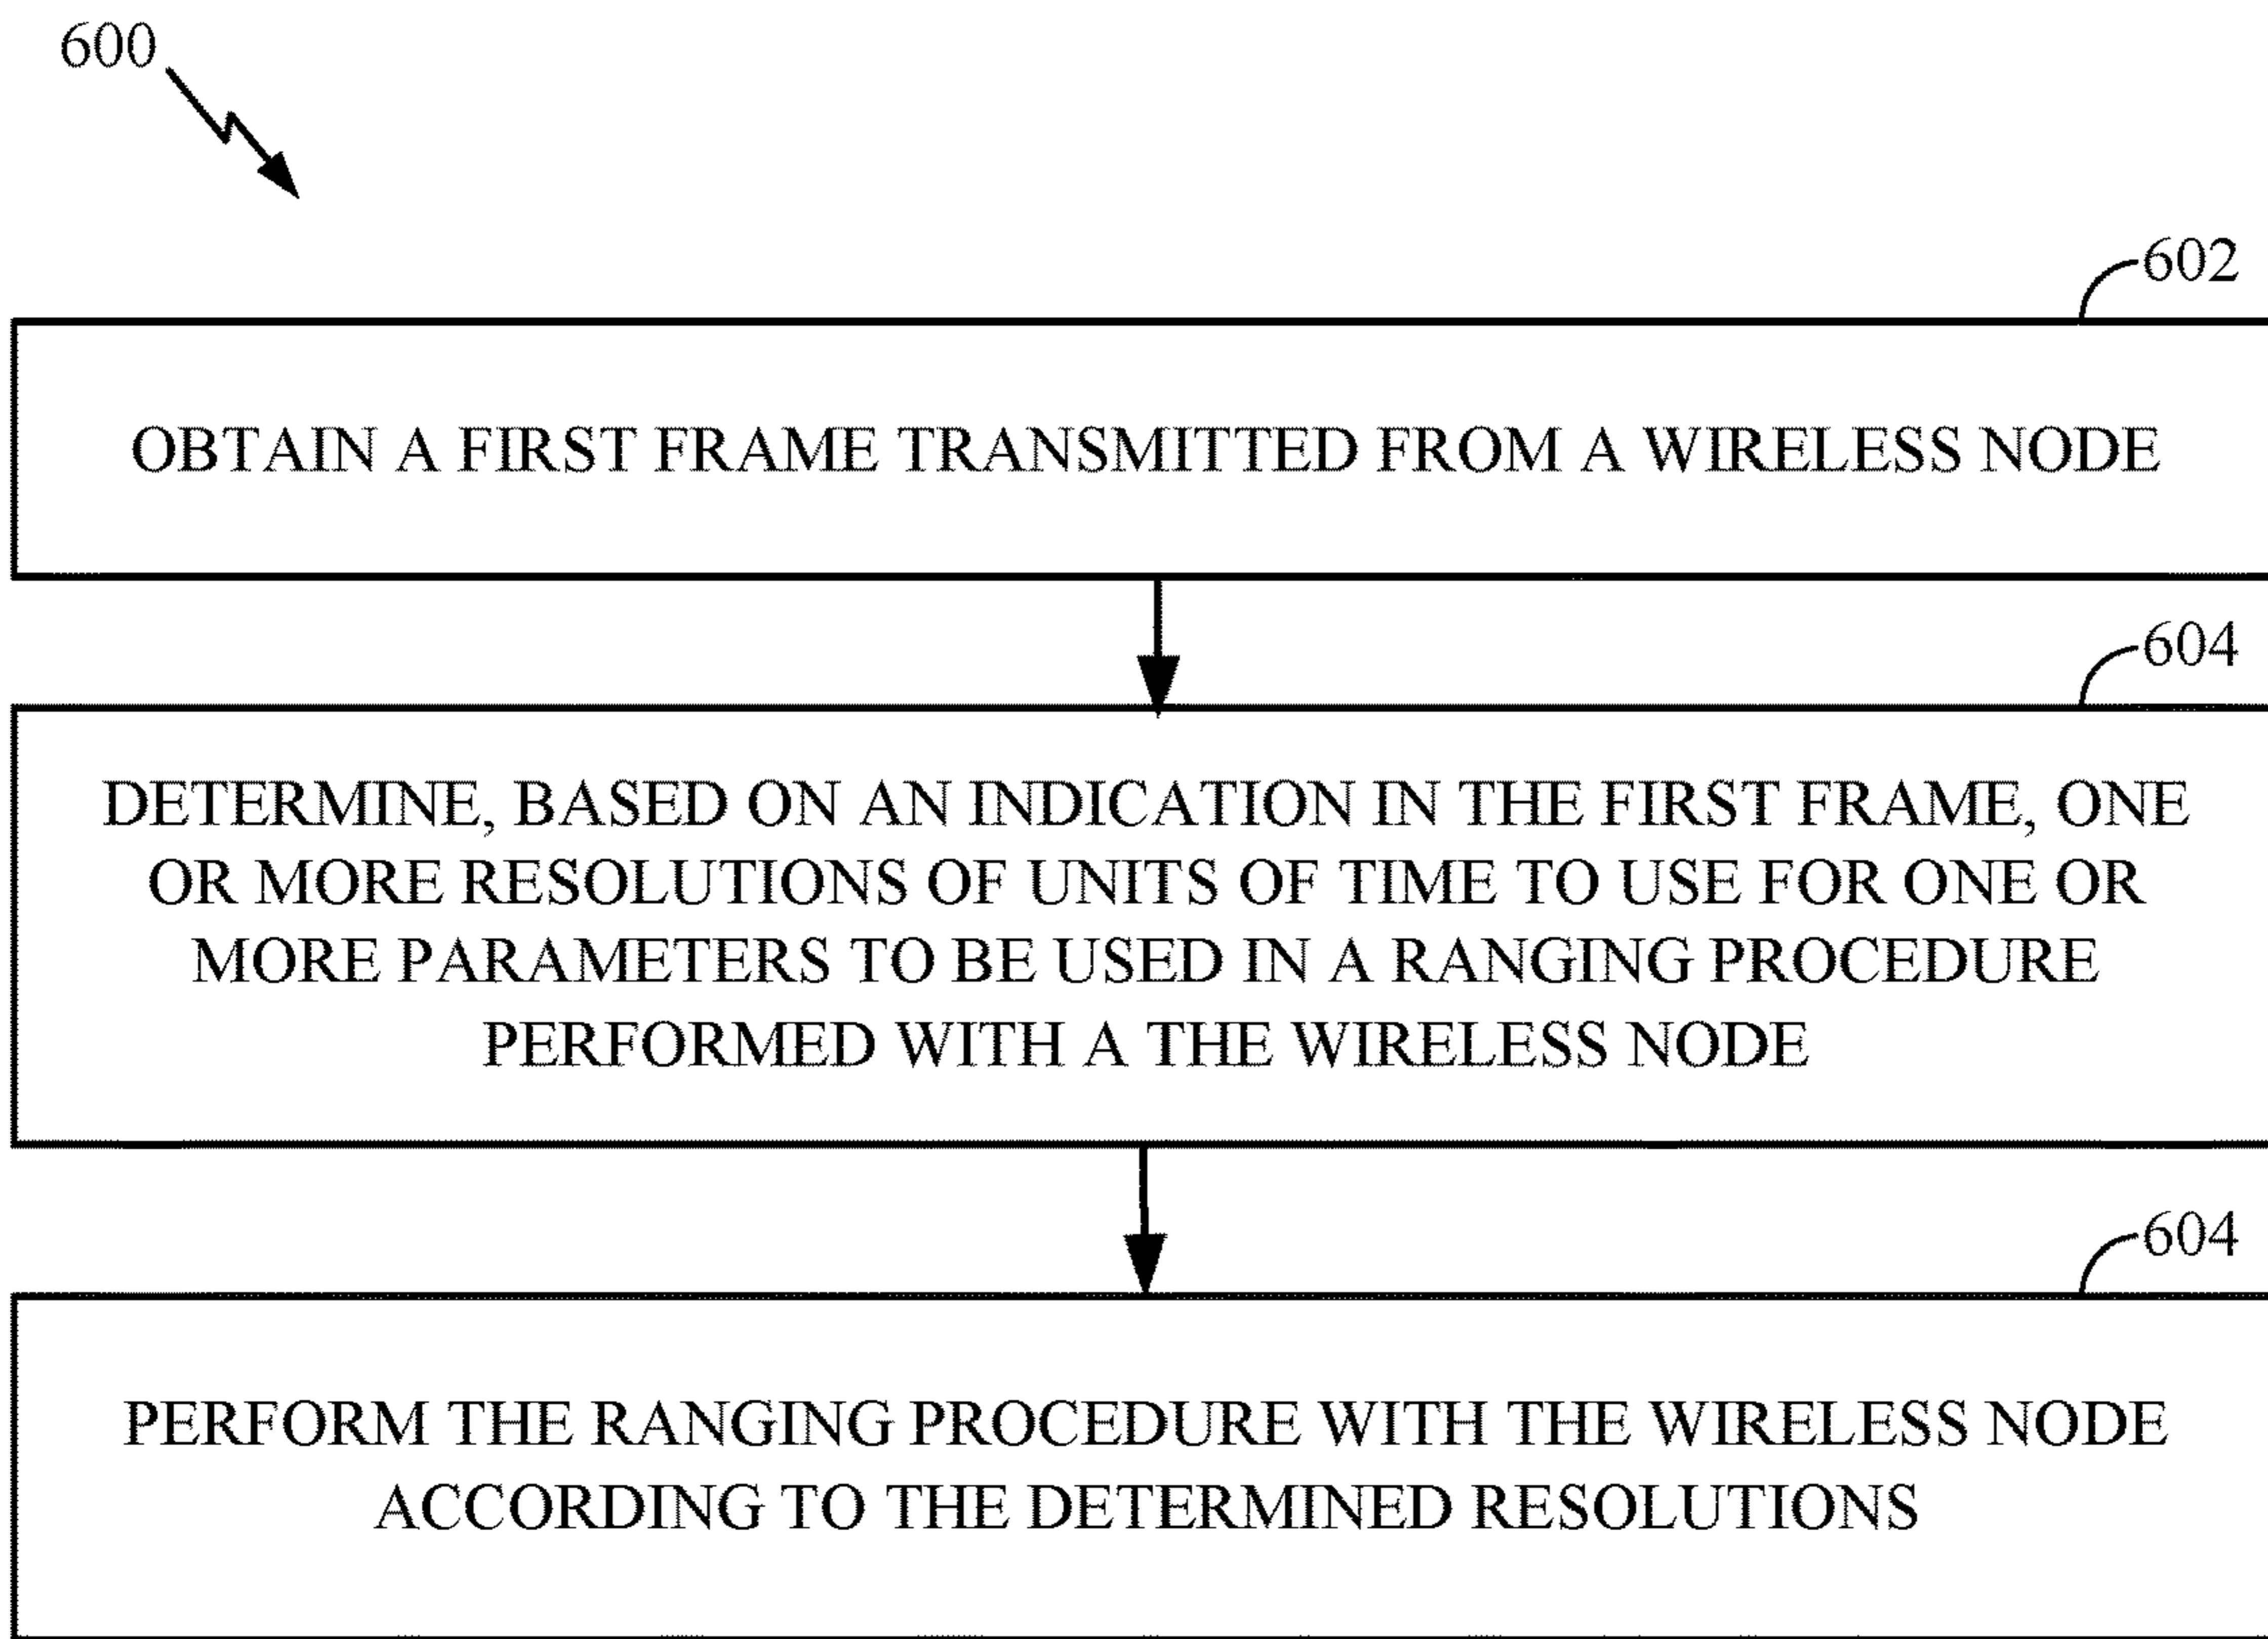 600
602
OBTAIN A FIRST FRAME TRANSMITTED FROM A WIRELESS NODE
604
DETERMINE, BASED ON AN INDICATION IN THE FIRST FRAME, ONE
OR MORE RESOLUTIONS OF UNITS OF TIME TO USE FOR ONE OR
MORE PARAMETERS TO BE USED IN A RANGING PROCEDURE
PERFORMED WITH A THE WIRELESS NODE
604
PERFORM THE RANGING PROCEDURE WITH THE WIRELESS NODE
ACCORDING TO THE DETERMINED RESOLUTIONS